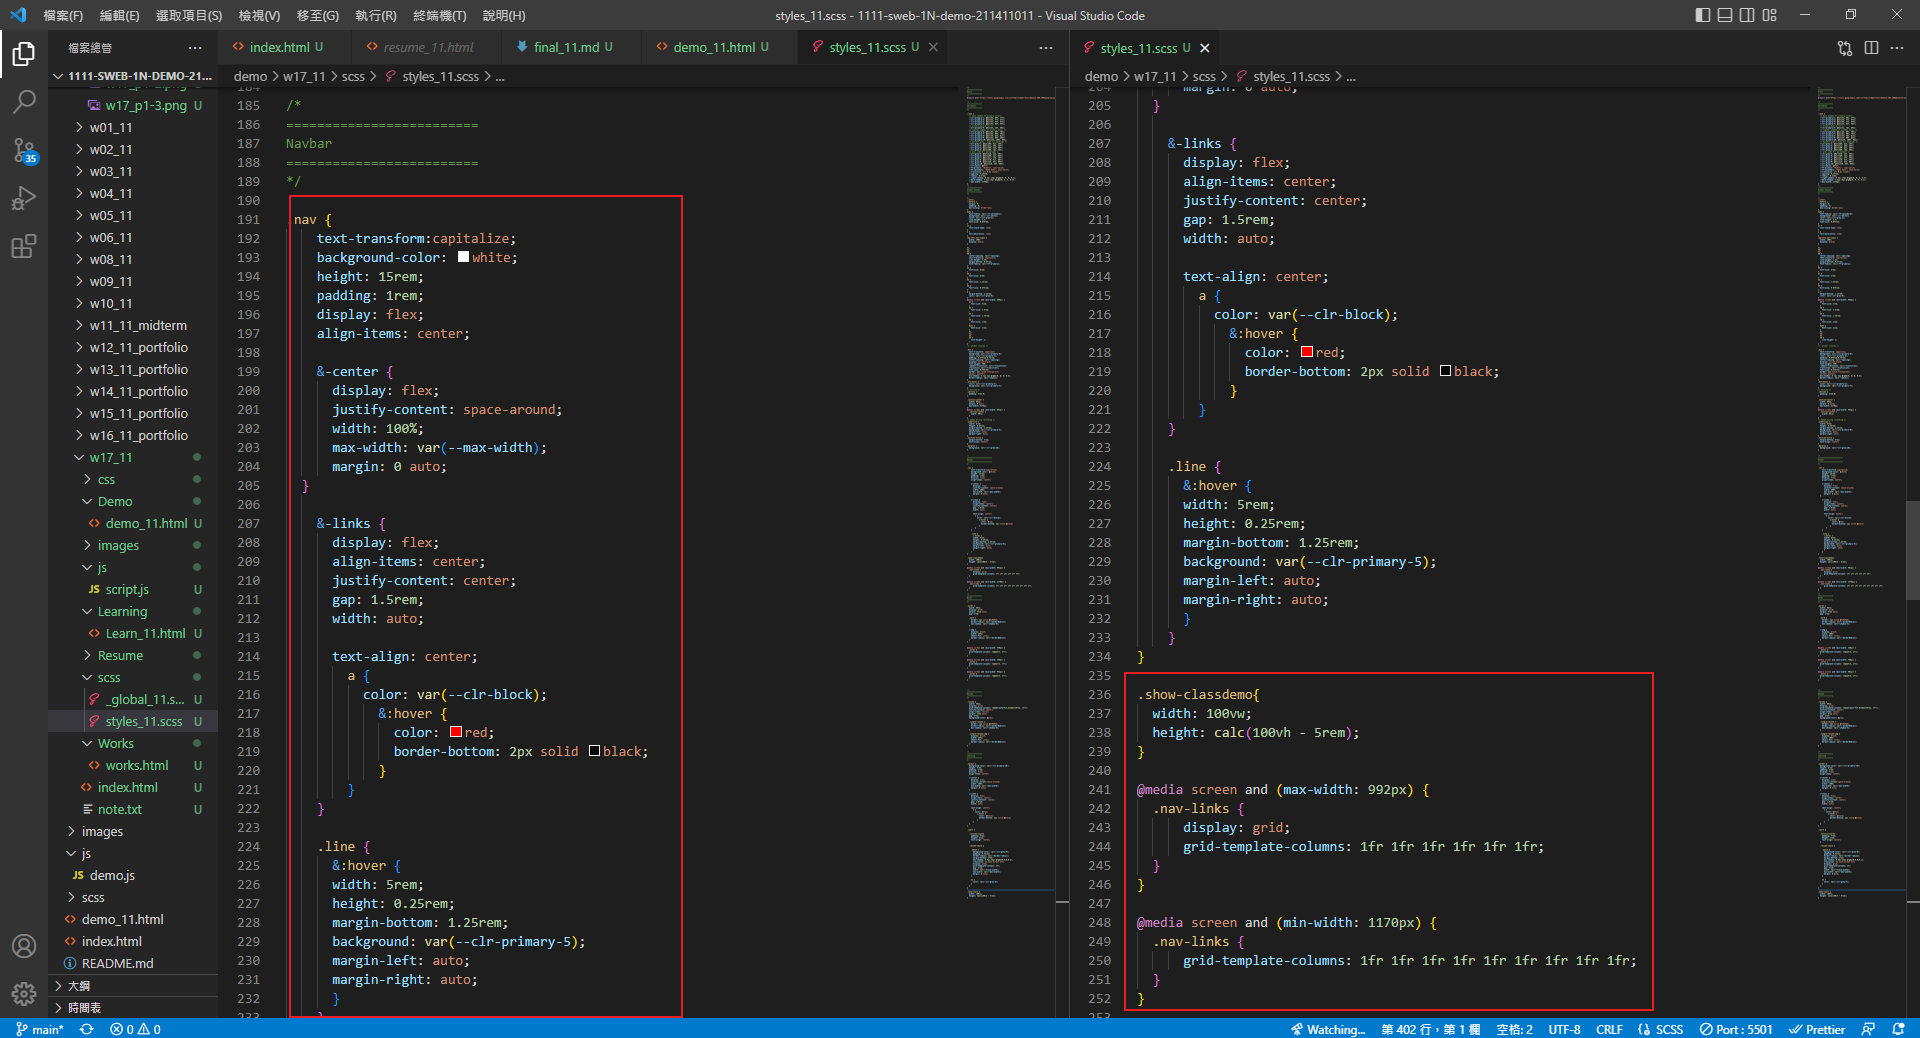 檔案(F) 編輯(E) 選取項目(S) 檢視(V) 移至(G) 執行(R) 終端機(T) 說明(H)
styles_11.scss - 1111-sweb-1N-demo-211411011 - Visual Studio Code
檔案總管 ···
1111-SWEB-1N-DEMO-21...
w17_p1-3.png U
w01_11
w02_11
w03_11
w04_11
w05_11
w06_11
w08_11
w09_11
w10_11
w11_11_midterm
w12_11_portfolio
w13_11_portfolio
w14_11_portfolio
w15_11_portfolio
w16_11_portfolio
w17_11
css
Demo
demo_11.html U
images
js
JS script.js U
Learning
Learn_11.html U
Resume
scss
_global_11.s... U
styles_11.scss U
Works
works.html U
index.html U
note.txt U
images
js
JS demo.js
scss
demo_11.html
index.html
README.md
大綱
時間表
35
index.html U
resume_11.html
final_11.md U
demo_11.html U
styles_11.scss U
demo > w17_11 > scss > styles_11.scss > ...
184
185 /*
186 =========================
187 Navbar
188 =========================
189 */
190
191 nav {
192 text-transform:capitalize;
193 background-color: white;
194 height: 15rem;
195 padding: 1rem;
196 display: flex;
197 align-items: center;
198
199 &-center {
200 display: flex;
201 justify-content: space-around;
202 width: 100%;
203 max-width: var(--max-width);
204 margin: 0 auto;
205 }
206
207 &-links {
208 display: flex;
209 align-items: center;
210 justify-content: center;
211 gap: 1.5rem;
212 width: auto;
213
214 text-align: center;
215 a {
216 color: var(--clr-block);
217 &:hover {
218 color: red;
219 border-bottom: 2px solid black;
220 }
221 }
222 }
223
224 .line {
225 &:hover {
226 width: 5rem;
227 height: 0.25rem;
228 margin-bottom: 1.25rem;
229 background: var(--clr-primary-5);
230 margin-left: auto;
231 margin-right: auto;
232 }
233 }
styles_11.scss U
demo > w17_11 > scss > styles_11.scss > ...
204 margin: 0 auto;
205 }
206
207 &-links {
208 display: flex;
209 align-items: center;
210 justify-content: center;
211 gap: 1.5rem;
212 width: auto;
213
214 text-align: center;
215 a {
216 color: var(--clr-block);
217 &:hover {
218 color: red;
219 border-bottom: 2px solid black;
220 }
221 }
222 }
223
224 .line {
225 &:hover {
226 width: 5rem;
227 height: 0.25rem;
228 margin-bottom: 1.25rem;
229 background: var(--clr-primary-5);
230 margin-left: auto;
231 margin-right: auto;
232 }
233 }
234 }
235
236 .show-classdemo{
237 width: 100vw;
238 height: calc(100vh - 5rem);
239 }
240
241 @media screen and (max-width: 992px) {
242 .nav-links {
243 display: grid;
244 grid-template-columns: 1fr 1fr 1fr 1fr 1fr 1fr;
245 }
246 }
247
248 @media screen and (min-width: 1170px) {
249 .nav-links {
250 grid-template-columns: 1fr 1fr 1fr 1fr 1fr 1fr 1fr 1fr 1fr;
251 }
252 }
253
main* 0 0 Watching... 第 402 行，第 1 欄 空格: 2 UTF-8 CRLF SCSS Port : 5501 Prettier